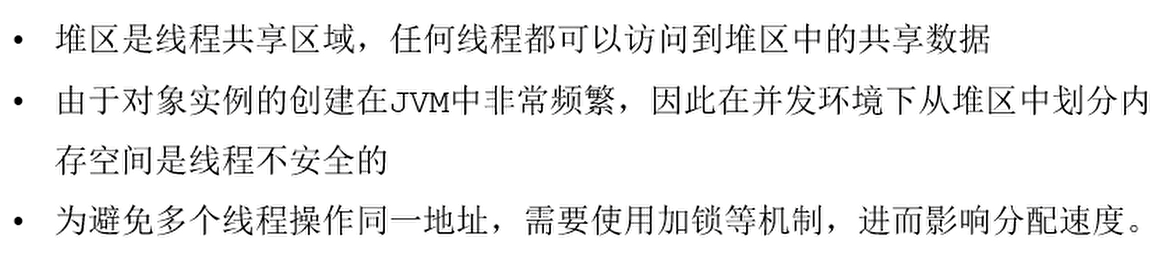 • 堆区是线程共享区域，任何线程都可以访问到堆区中的共享数据
• 由于对象实例的创建在JVM中非常频繁，因此在并发环境下从堆区中划分内
存空间是线程不安全的
• 为避免多个线程操作同一地址，需要使用加锁等机制，进而影响分配速度。